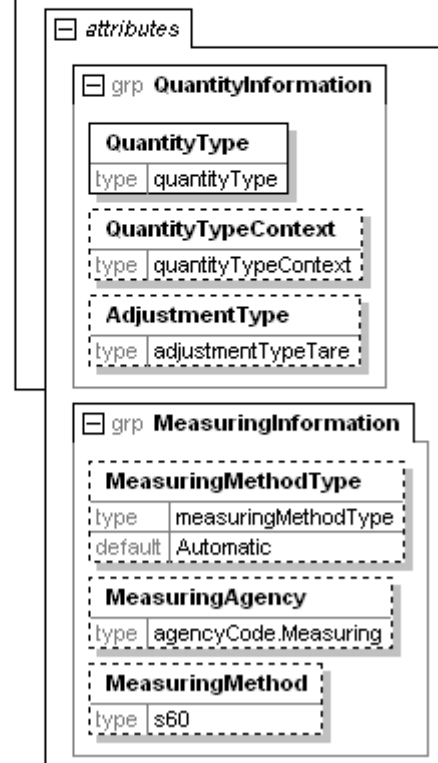 attributes
grp QuantityInformation
QuantityType
type quantityType
QuantityTypeContext
type quantityTypeContext
AdjustmentType
type adjustmentTypeTare
grp MeasuringInformation
MeasuringMethodType
type measuringMethodType
default Automatic
MeasuringAgency
type agencyCode.Measuring
MeasuringMethod
type s60